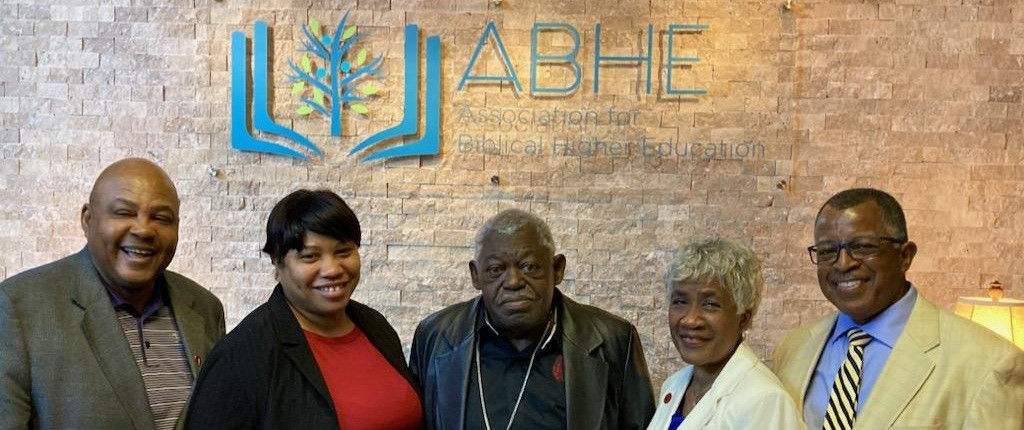 ABHE
Association for
Biblical Higher Education